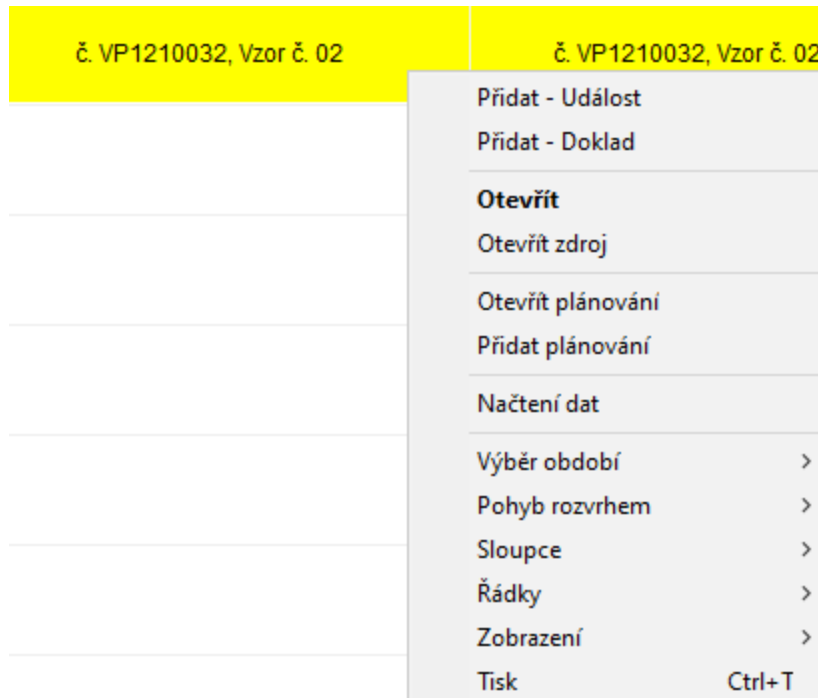 č. VP1210032, Vzor č. 02 č. VP1210032, Vzor č. 02
Přidat - Událost
Přidat - Doklad
Otevřít
Otevřít zdroj
Otevřít plánování
Přidat plánování
Načtení dat
Výběr období >
Pohyb rozvrhem >
Sloupce >
Řádky >
Zobrazení >
Tisk Ctrl+T